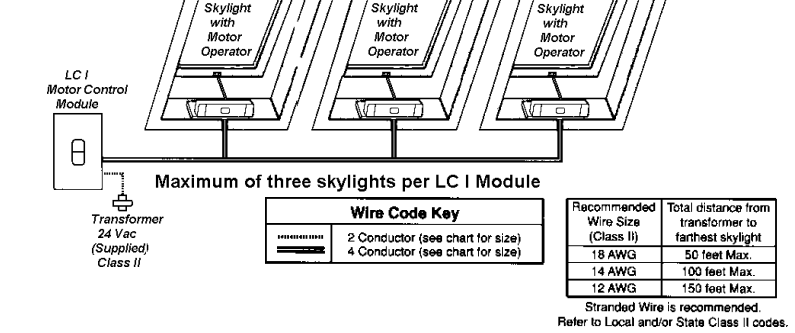 Skylight
with
Motor
Operator
Skylight
with
Motor
Operator
Skylight
with
Motor
Operator
LC I
Motor Control
Module
Maximum of three skylights per LC I Module
Transformer
24 Vac
(Supplied)
Class II
Wire Code Key
2 Conductor (see chart for size)
4 Conductor (see chart for size)
Recommended
Wire Size
(Class II)
Total distance from
transformer to
farthest skylight
18 AWG 50 feet Max.
14 AWG 100 feet Max.
12 AWG 150 feet Max.
Stranded Wire is recommended.
Refer to Local and/or State Class II codes.